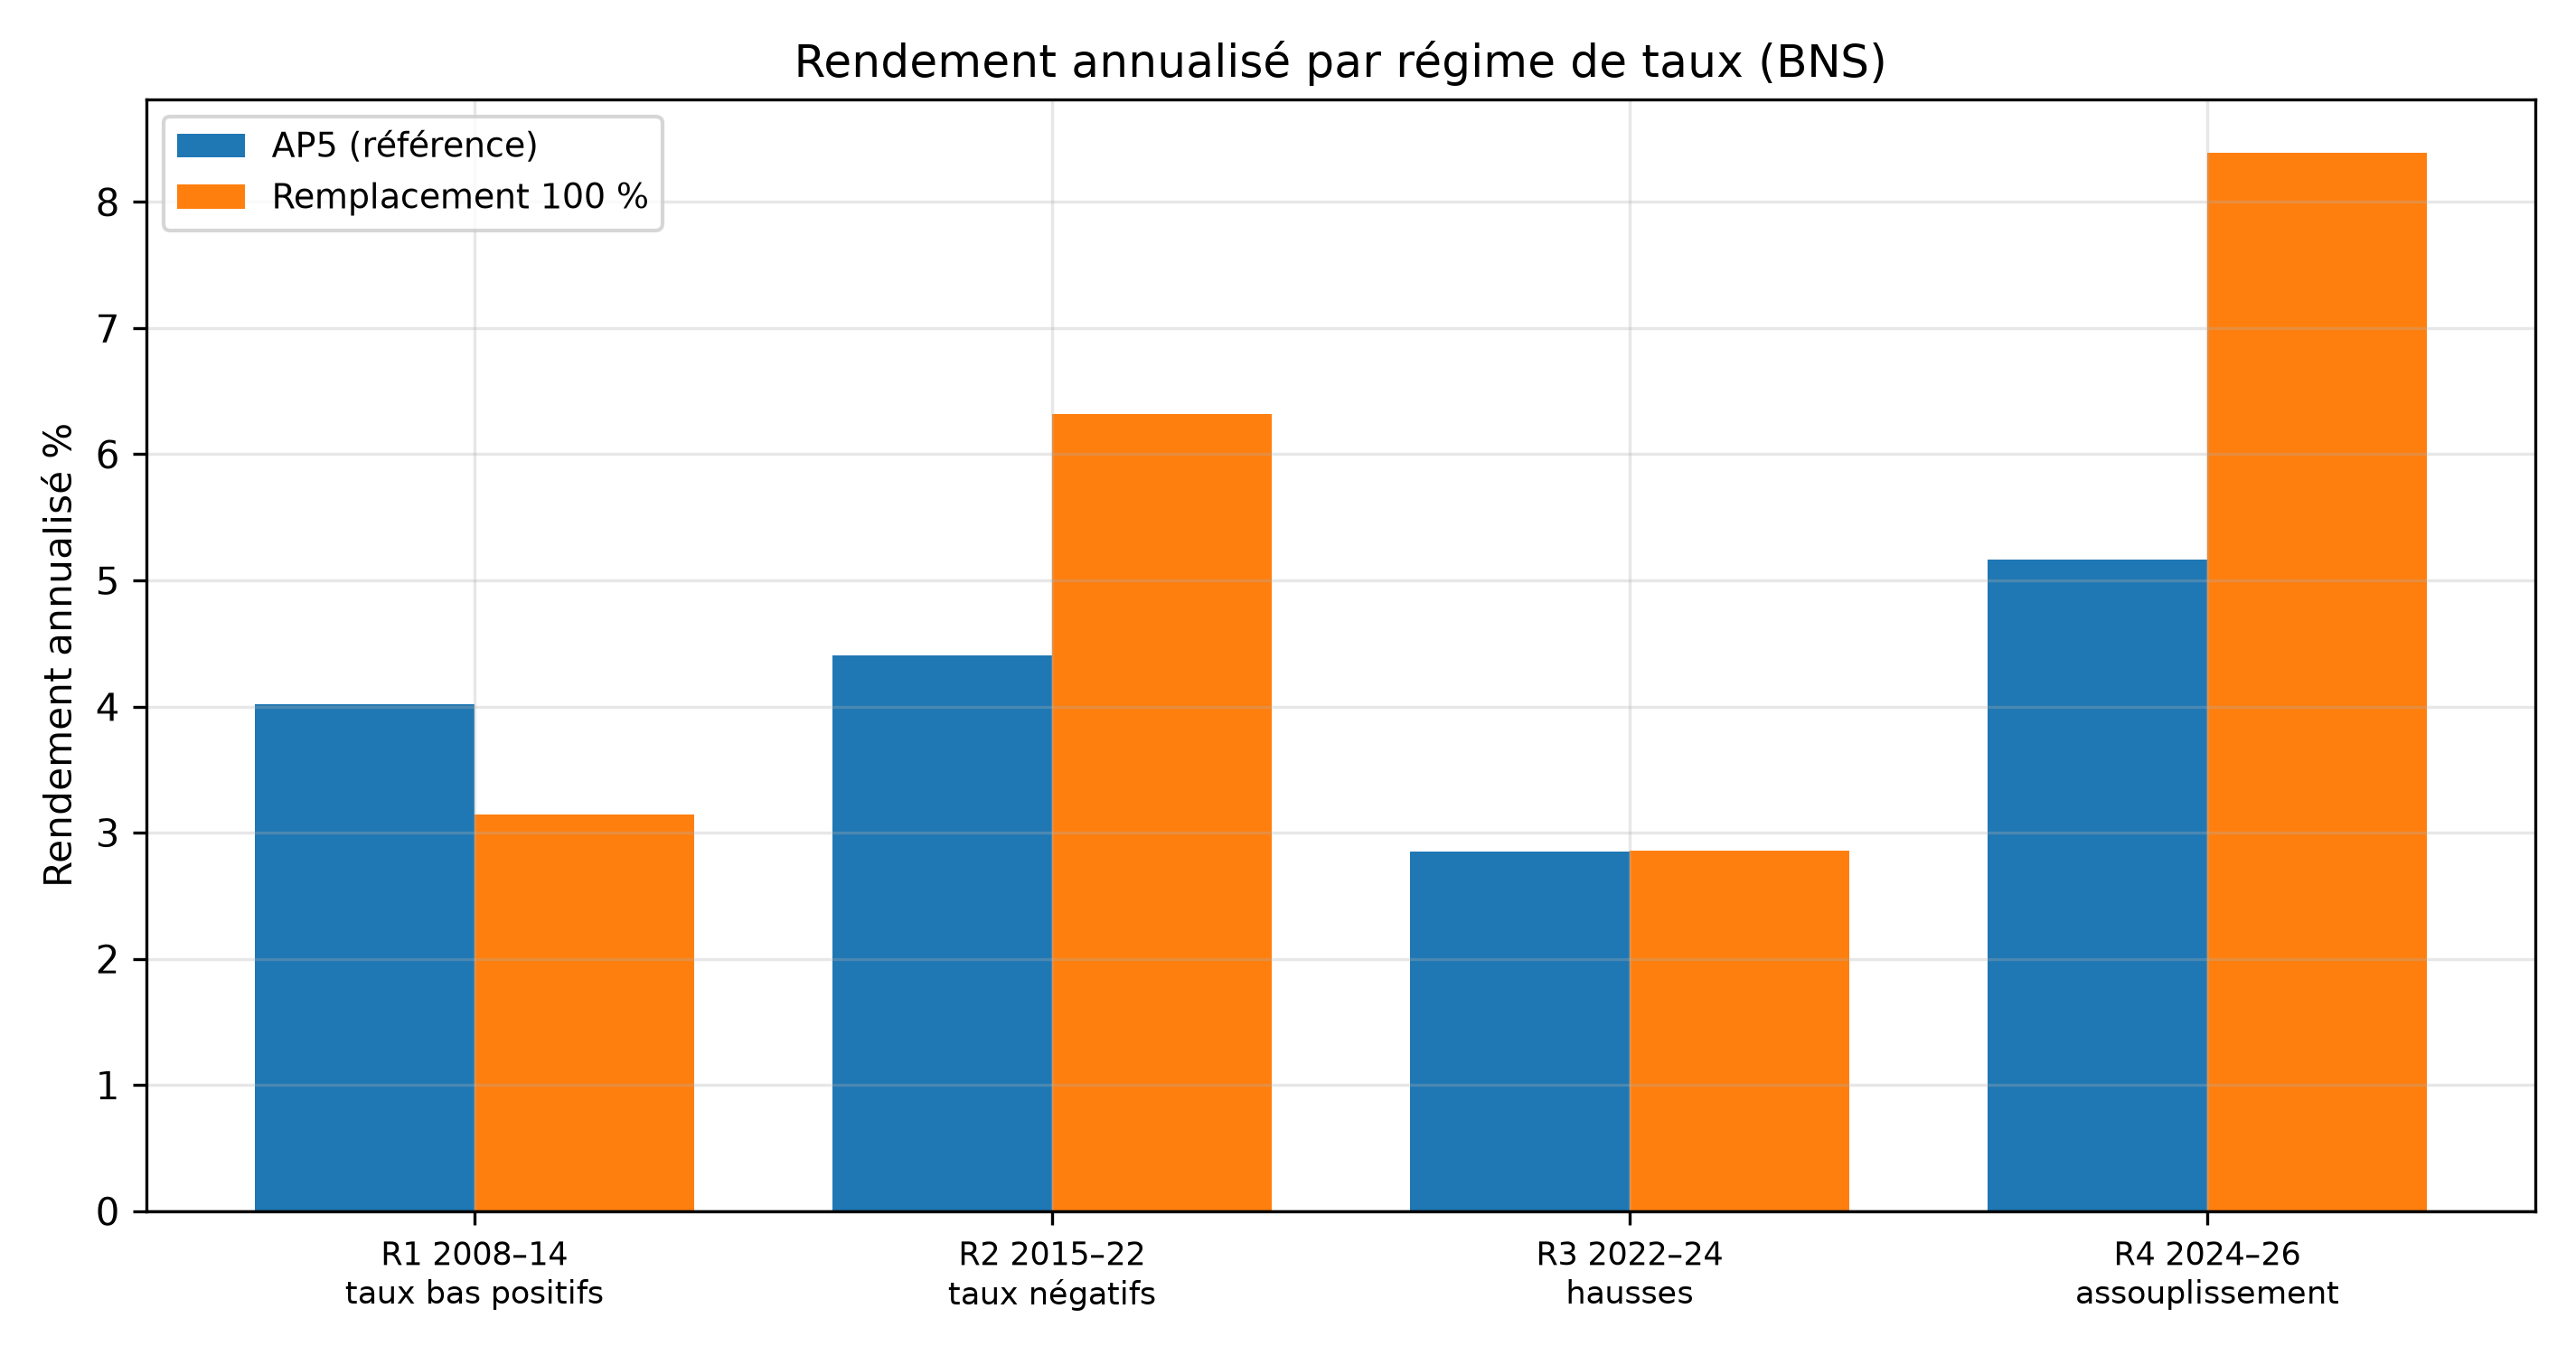 Rendement annualisé par régime de taux (BNS)
AP5 (référence)
Remplacement 100 %
Rendement annualisé %
8
7
6
5
4
3
2
1
0
R1 2008–14
taux bas positifs
R2 2015–22
taux négatifs
R3 2022–24
hausses
R4 2024–26
assouplissement